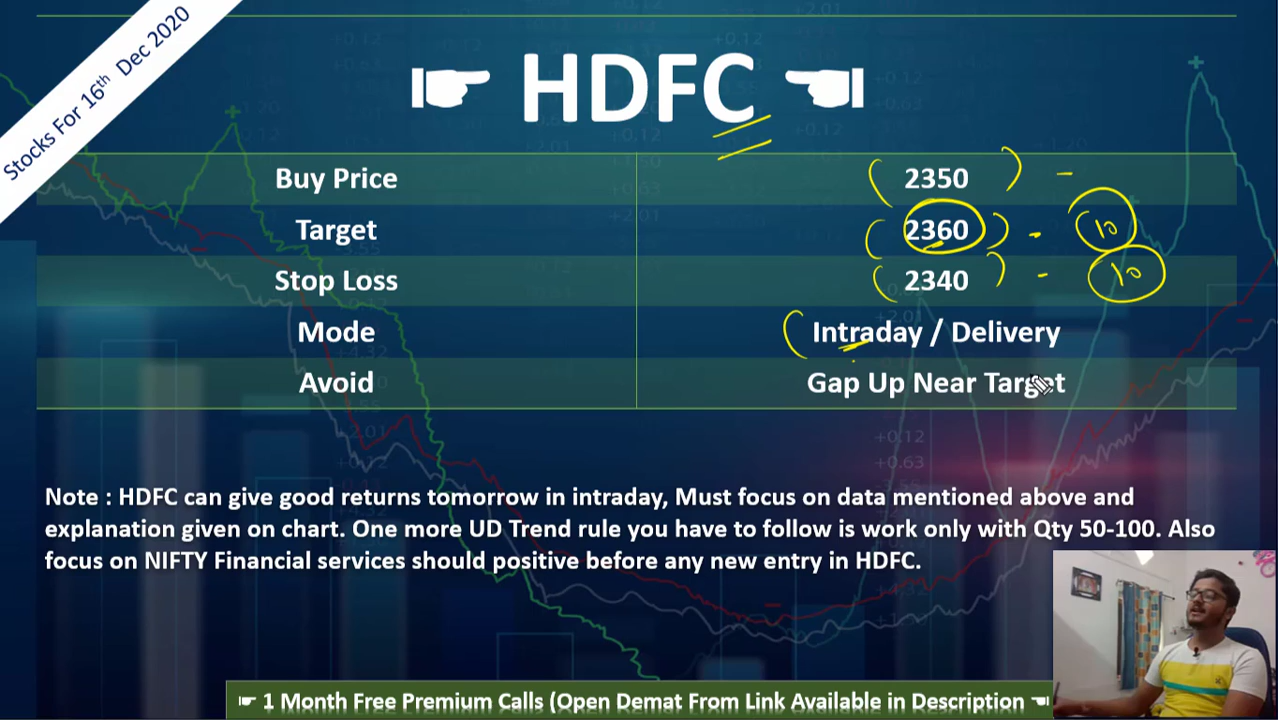 Stocks For 16th Dec 2020
☛ HDFC ☚
Buy Price 2350 -
Target 2360 - 10
Stop Loss 2340 - 10
Mode Intraday / Delivery
Avoid Gap Up Near Target
Note : HDFC can give good returns tomorrow in intraday, Must focus on data mentioned above and
explanation given on chart. One more UD Trend rule you have to follow is work only with Qty 50-100. Also
focus on NIFTY Financial services should positive before any new entry in HDFC.
☛ 1 Month Free Premium Calls (Open Demat From Link Available in Description ☚